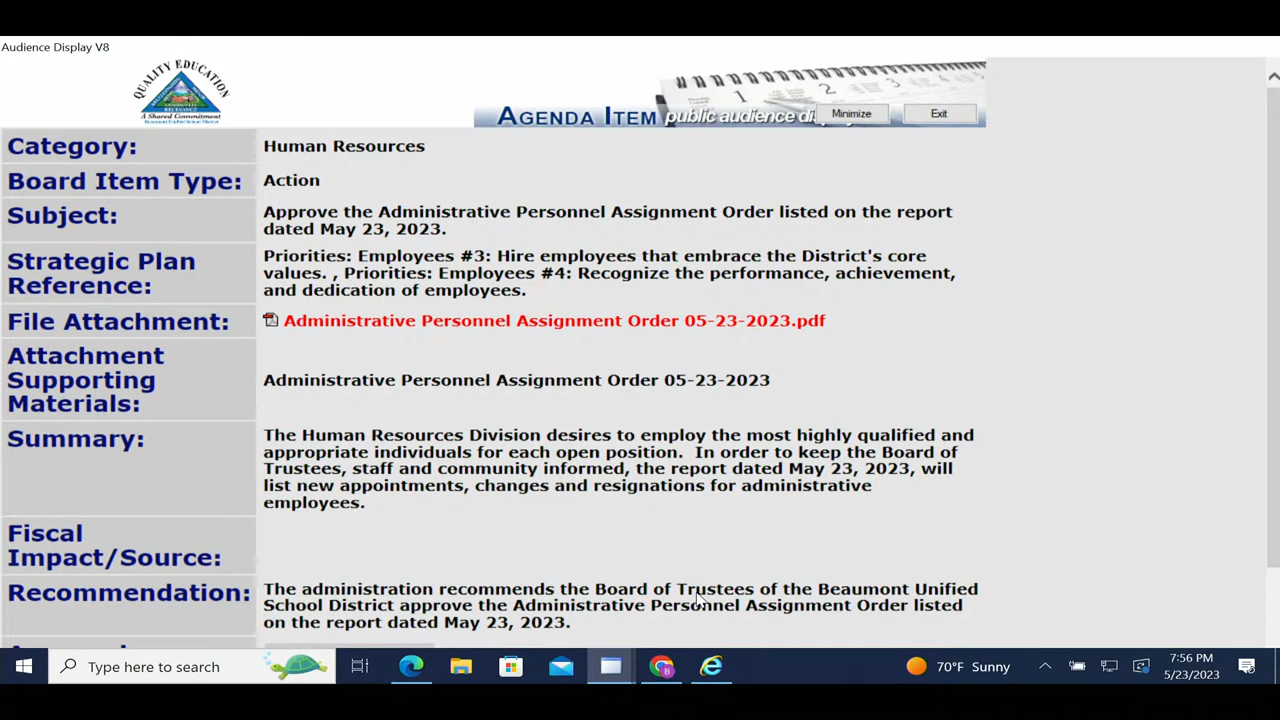 Audience Display V8
QUALITY EDUCATION
A Shared Commitment
Beaumont Unified School District
AGENDA ITEM public audience display
1 2
Minimize Exit
Category: Human Resources
Board Item Type: Action
Subject: Approve the Administrative Personnel Assignment Order listed on the report
dated May 23, 2023.
Strategic Plan
Reference:
Priorities: Employees #3: Hire employees that embrace the District's core
values. , Priorities: Employees #4: Recognize the performance, achievement,
and dedication of employees.
File Attachment: Administrative Personnel Assignment Order 05-23-2023.pdf
Attachment
Supporting
Materials:
Administrative Personnel Assignment Order 05-23-2023
Summary: The Human Resources Division desires to employ the most highly qualified and
appropriate individuals for each open position. In order to keep the Board of
Trustees, staff and community informed, the report dated May 23, 2023, will
list new appointments, changes and resignations for administrative
employees.
Fiscal
Impact/Source:
Recommendation: The administration recommends the Board of Trustees of the Beaumont Unified
School District approve the Administrative Personnel Assignment Order listed
on the report dated May 23, 2023.
Type here to search
70°F Sunny
7:56 PM
5/23/2023